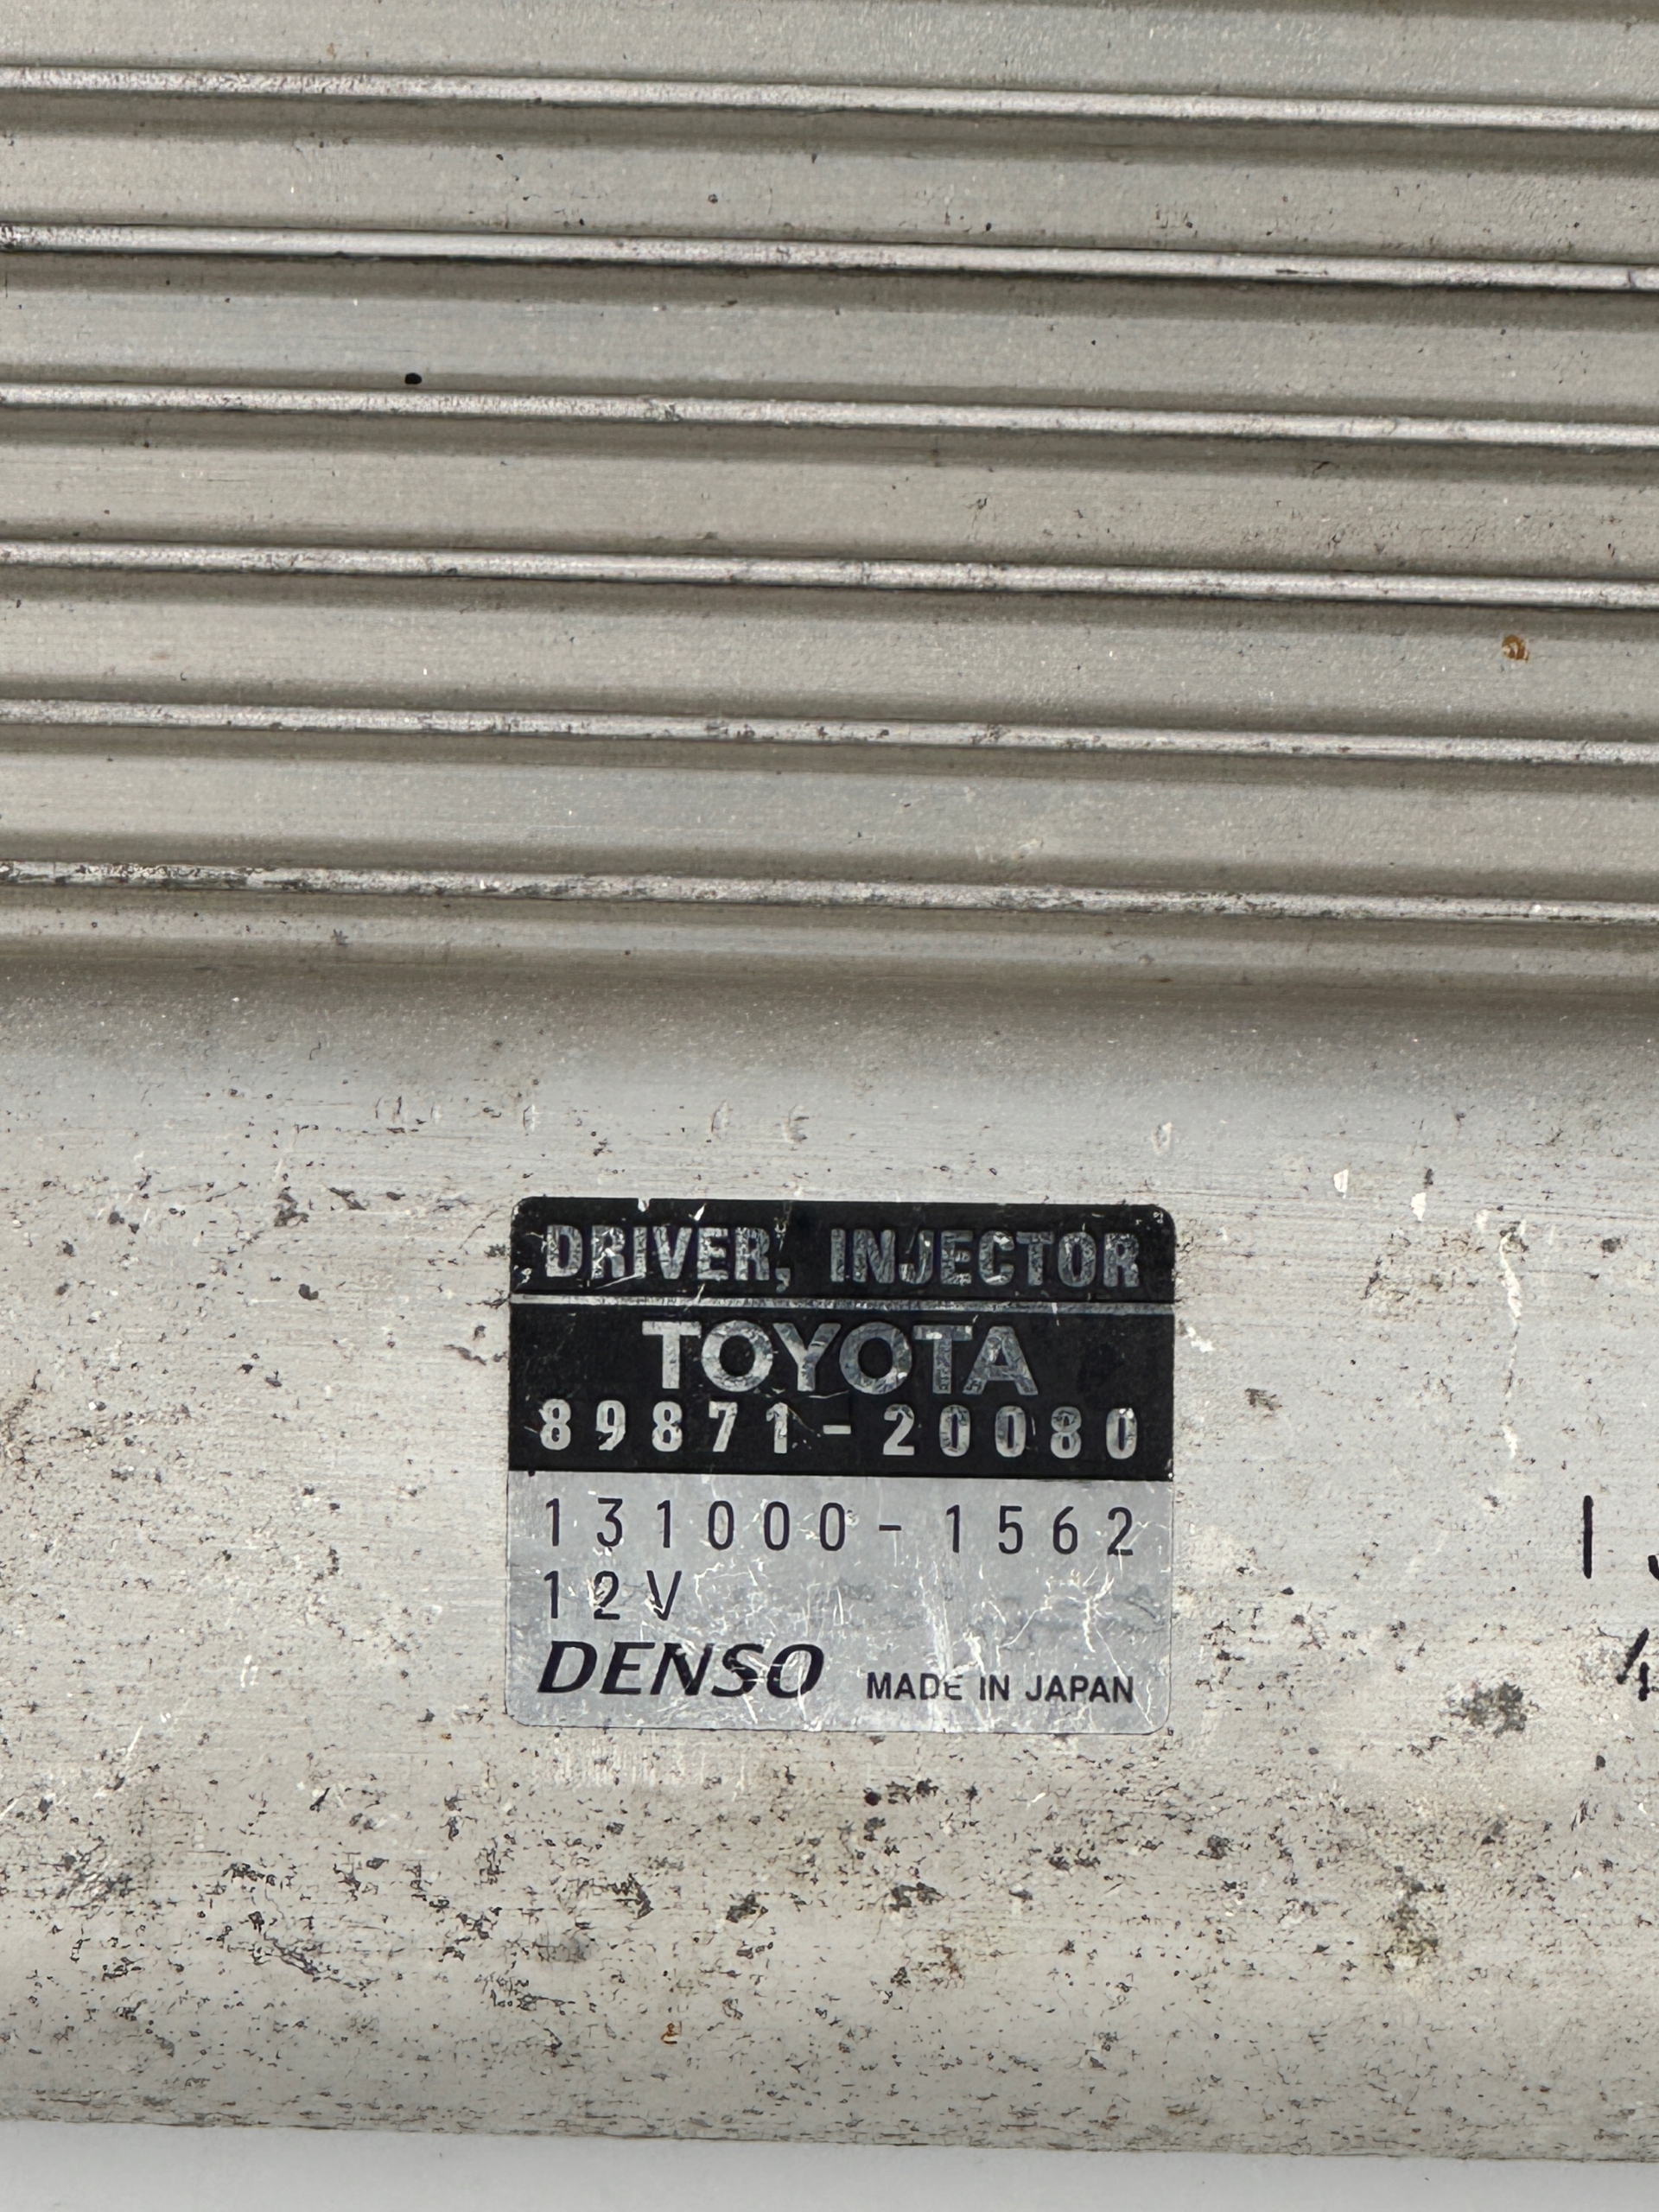 DRIVER, INJECTOR
TOYOTA
89871-20080
131000-1562
12V
DENSO MADE IN JAPAN